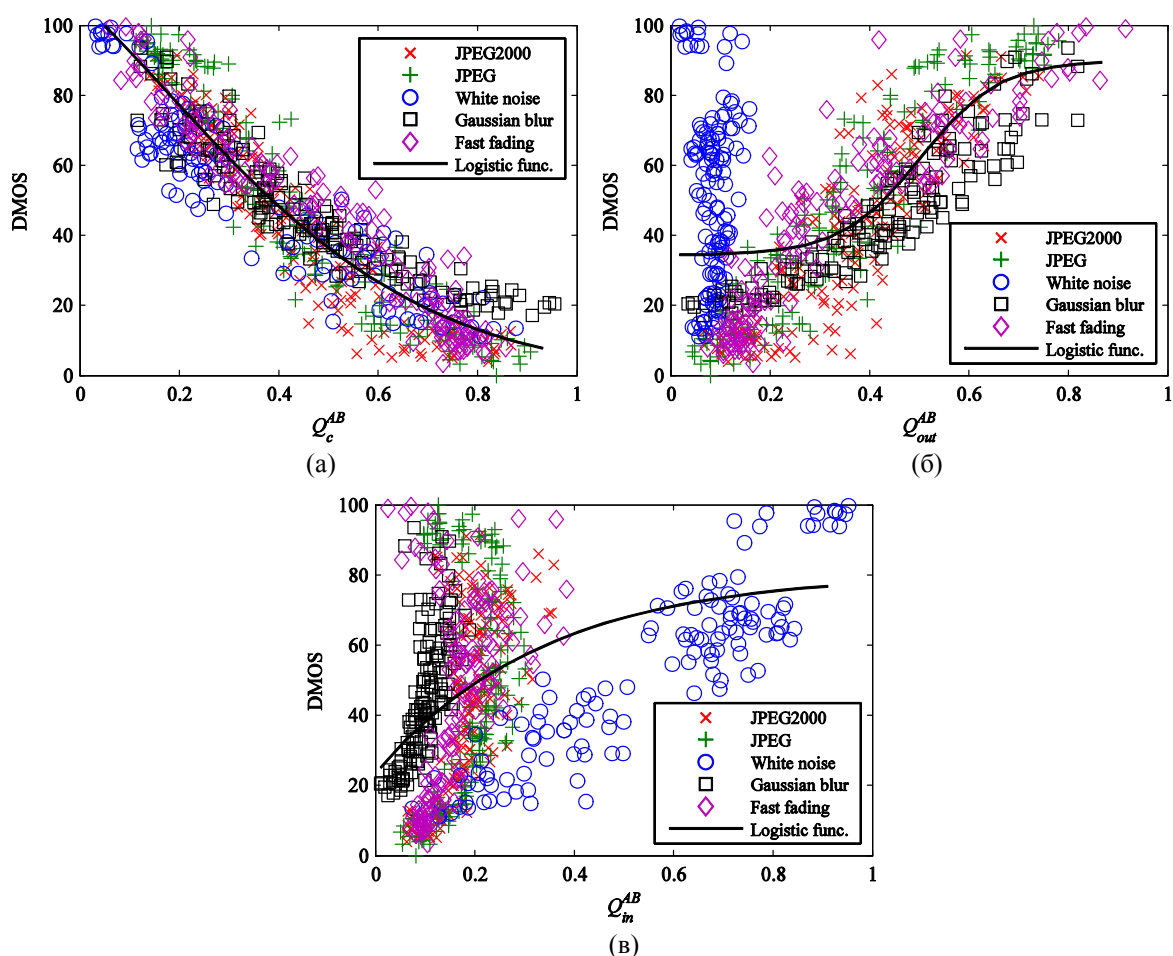 100
80
60
40
20
0
DMOS
JPEG2000
JPEG
White noise
Gaussian blur
Fast fading
Logistic func.
0.2 0.4 0.6 0.8 1
Q_c^{AB}
(а)
100
80
60
40
20
0
DMOS
JPEG2000
JPEG
White noise
Gaussian blur
Fast fading
Logistic func.
0 0.2 0.4 0.6 0.8 1
Q_{out}^{AB}
(б)
100
80
60
40
20
0
DMOS
JPEG2000
JPEG
White noise
Gaussian blur
Fast fading
Logistic func.
0 0.2 0.4 0.6 0.8 1
Q_{in}^{AB}
(в)